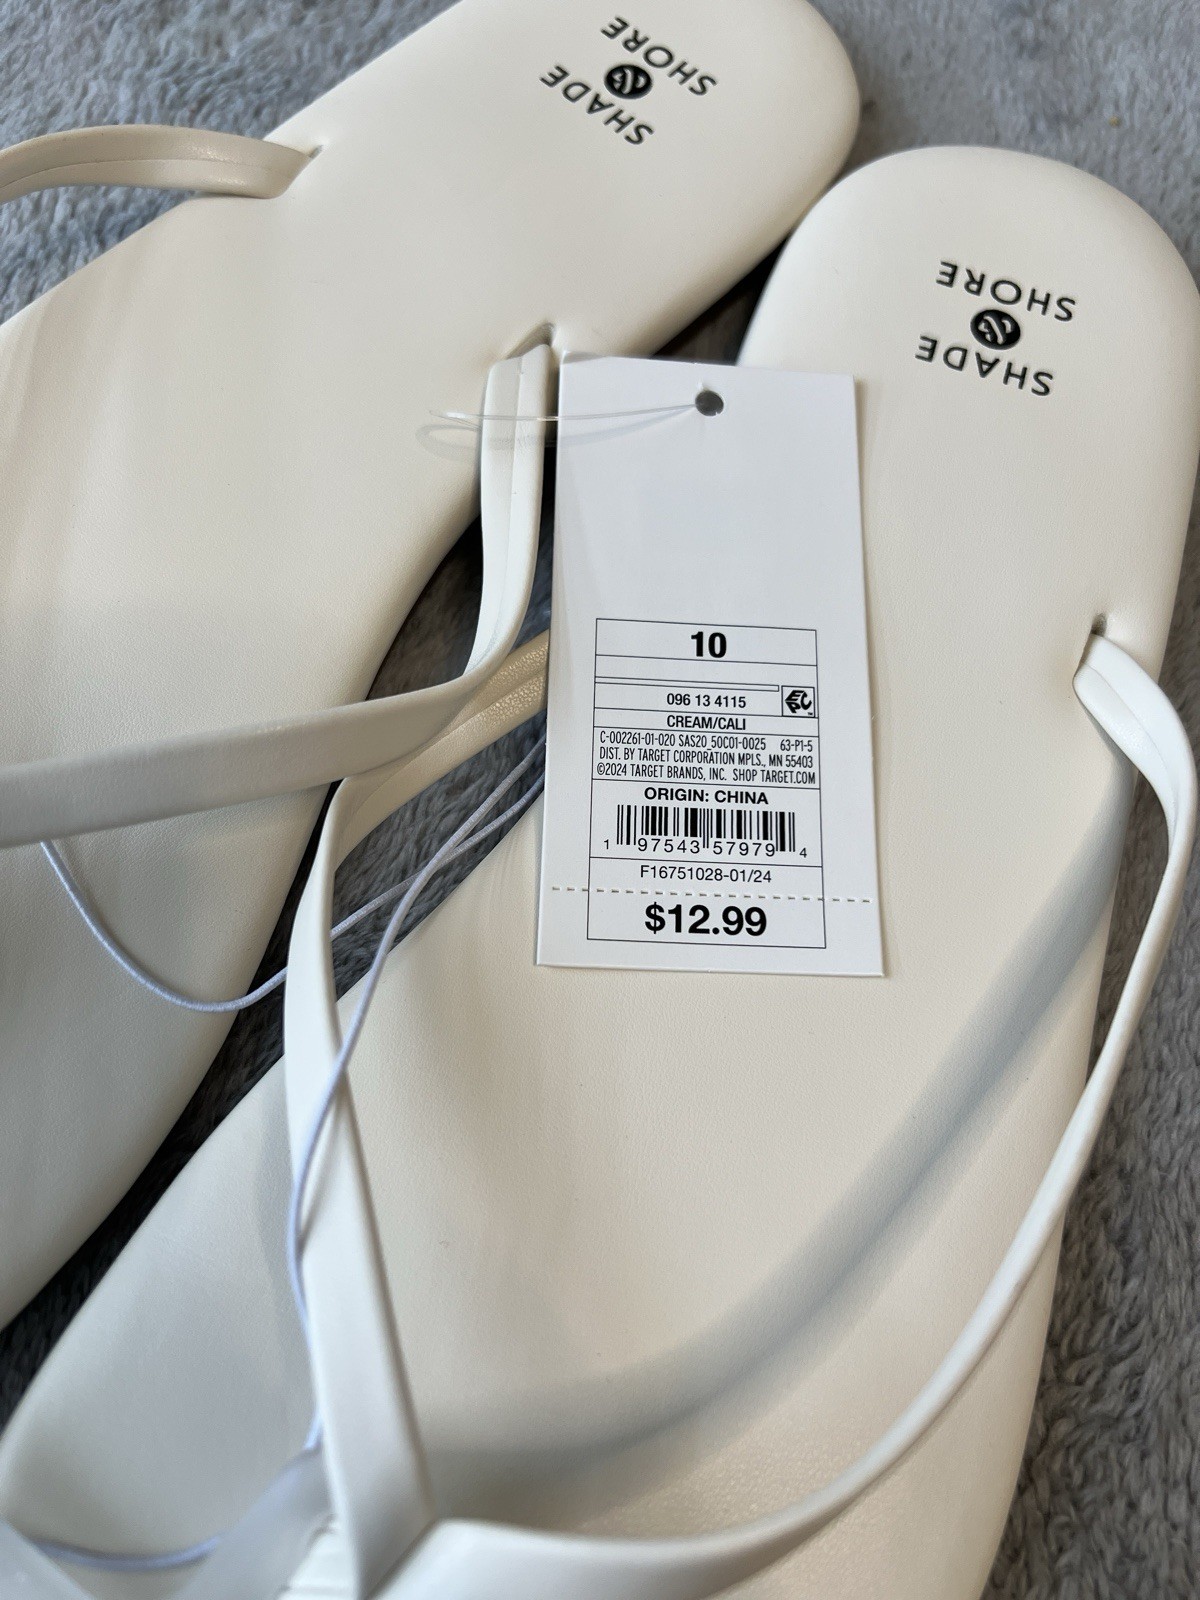 SHADE
SHORE
SHADE
SHORE
10
096 13 4115
CREAM/CALI
C-002261-01-020 SAS20_50C01-0025 63-P1-5
DIST. BY TARGET CORPORATION MPLS., MN 55403
©2024 TARGET BRANDS, INC. SHOP TARGET.COM
ORIGIN: CHINA
1 97543 57979 4
F16751028-01/24
$12.99